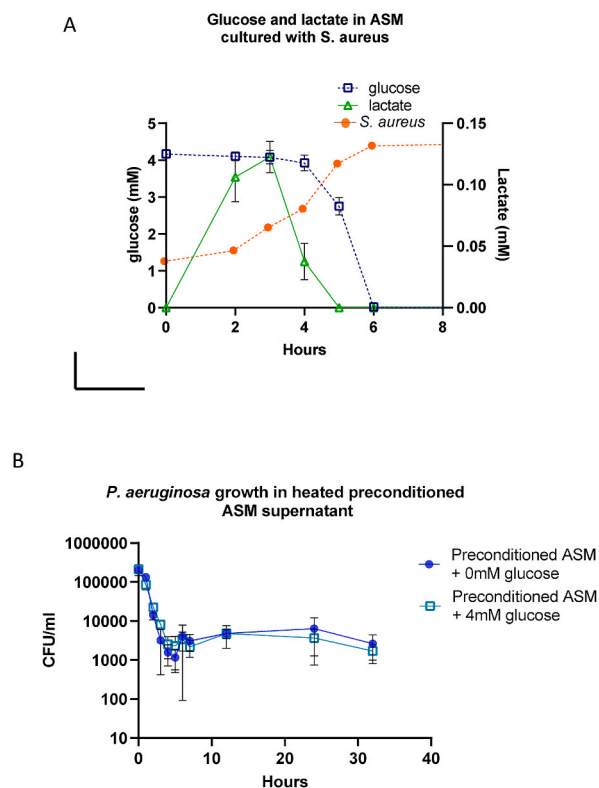 A
Glucose and lactate in ASM
cultured with S. aureus
glucose
lactate
S. aureus
5
4
3
2
1
0
glucose (mM)
0.15
0.10
0.05
0.00
Lactate (mM)
0 2 4 6 8
Hours
B
P. aeruginosa growth in heated preconditioned
ASM supernatant
Preconditioned ASM
+ 0mM glucose
Preconditioned ASM
+ 4mM glucose
1000000
100000
10000
1000
100
10
CFU/ml
0 10 20 30 40
Hours